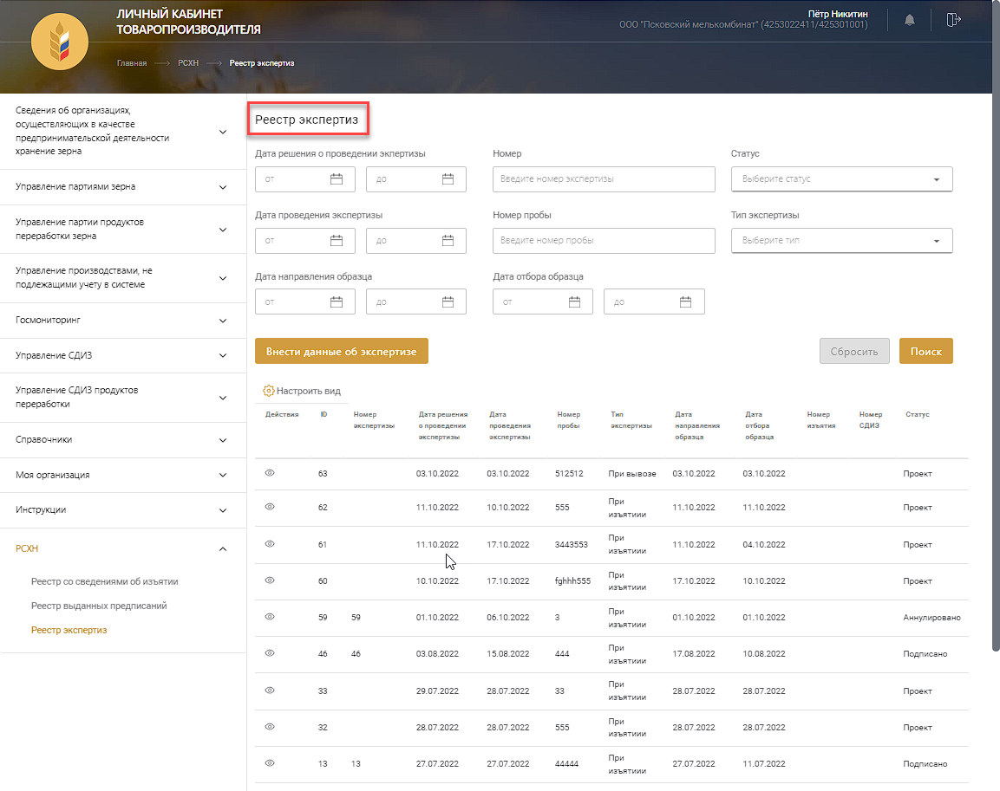 ЛИЧНЫЙ КАБИНЕТ
ТОВАРОПРОИЗВОДИТЕЛЯ
Пётр Никитин
ООО "Псковский мелькомбинат" (4253022411/425301001)
Главная РСХН Реестр экспертиз
Сведения об организациях,
осуществляющих в качестве
предпринимательской деятельности
хранение зерна
Управление партиями зерна
Управление партии продуктов
переработки зерна
Управление производствами, не
подлежащими учету в системе
Госмониторинг
Управление СДИЗ
Управление СДИЗ продуктов
переработки
Справочники
Моя организация
Инструкции
РСХН
Реестр со сведениями об изъятии
Реестр выданных предписаний
Реестр экспертиз
Реестр экспертиз
Дата решения о проведении экпертизы Номер Статус
от до Введите номер экспертизы Выберите статус
Дата проведения экспертизы Номер пробы Тип экспертизы
от до Введите номер пробы Выберите тип
Дата направления образца Дата отбора образца
от до от до
Внести данные об экспертизе Сбросить Поиск
Настроить вид
Действия ID Номер Дата решения Дата Номер Тип Дата Дата Номер Номер Статус
экспертизы о проведении проведения пробы экспертизы направления отбора изъятия СДИЗ
экспертизы экспертизы образца образца
63 03.10.2022 03.10.2022 512512 При вывозе 03.10.2022 03.10.2022 Проект
62 11.10.2022 10.10.2022 555 При изъятиии 11.10.2022 11.10.2022 Проект
61 11.10.2022 17.10.2022 3443553 При изъятиии 11.10.2022 04.10.2022 Проект
60 10.10.2022 17.10.2022 fghhh555 При изъятиии 17.10.2022 10.10.2022 Проект
59 59 01.10.2022 06.10.2022 3 При изъятиии 01.10.2022 01.10.2022 Аннулировано
46 46 03.08.2022 15.08.2022 444 При изъятиии 17.08.2022 10.08.2022 Подписано
33 29.07.2022 28.07.2022 33 При изъятиии 28.07.2022 28.07.2022 Проект
32 28.07.2022 28.07.2022 555 При изъятиии 28.07.2022 28.07.2022 Проект
13 13 27.07.2022 27.07.2022 44444 При изъятиии 27.07.2022 11.07.2022 Подписано